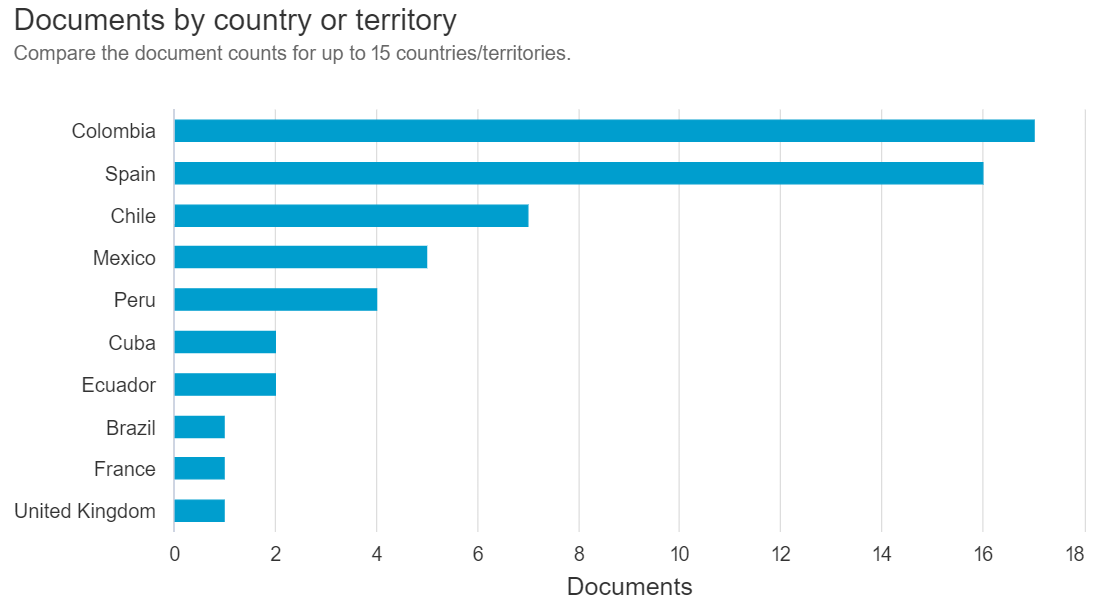 Documents by country or territory
Compare the document counts for up to 15 countries/territories.
Colombia
Spain
Chile
Mexico
Peru
Cuba
Ecuador
Brazil
France
United Kingdom
0 2 4 6 8 10 12 14 16 18
Documents